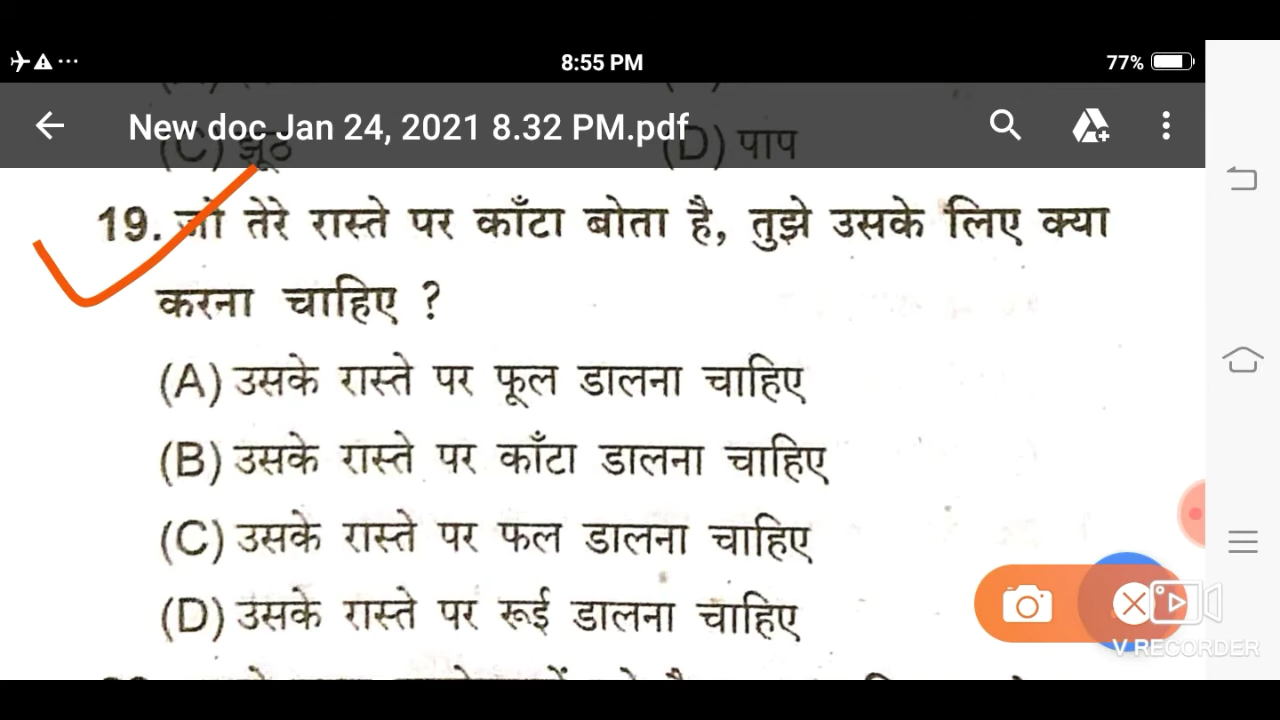 8:55 PM
77%
New doc Jan 24, 2021 8.32 PM.pdf
(C) झूठ (D) पाप
19. जो तेरे रास्ते पर काँटा बोता है, तुझे उसके लिए क्या
करना चाहिए ?
(A) उसके रास्ते पर फूल डालना चाहिए
(B) उसके रास्ते पर काँटा डालना चाहिए
(C) उसके रास्ते पर फल डालना चाहिए
(D) उसके रास्ते पर रूई डालना चाहिए
V RECORDER